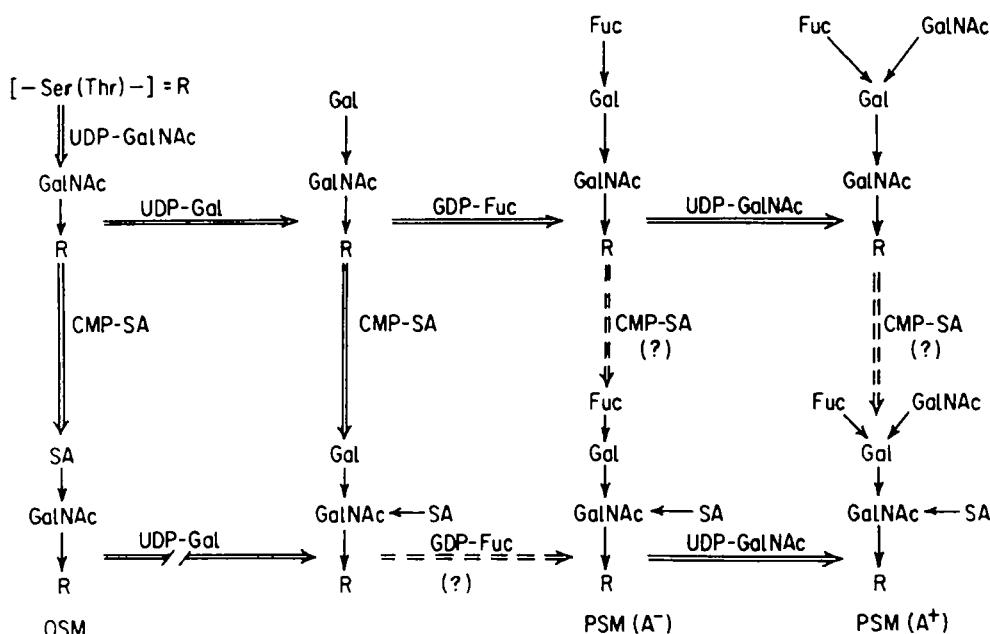 Fuc
Fuc GalNAc
[-Ser(Thr)-] = R
Gal Gal Gal
UDP-GalNAc
GalNAc GalNAc GalNAc GalNAc
UDP-Gal GDP-Fuc UDP-GalNAc
R R R R
CMP-SA CMP-SA CMP-SA CMP-SA
(?) (?)
Fuc Fuc GalNAc
SA Gal Gal Gal
GalNAc GalNAc SA GalNAc SA GalNAc SA
UDP-Gal GDP-Fuc UDP-GalNAc
R R (?) R R
OSM PSM (A⁻) PSM (A⁺)